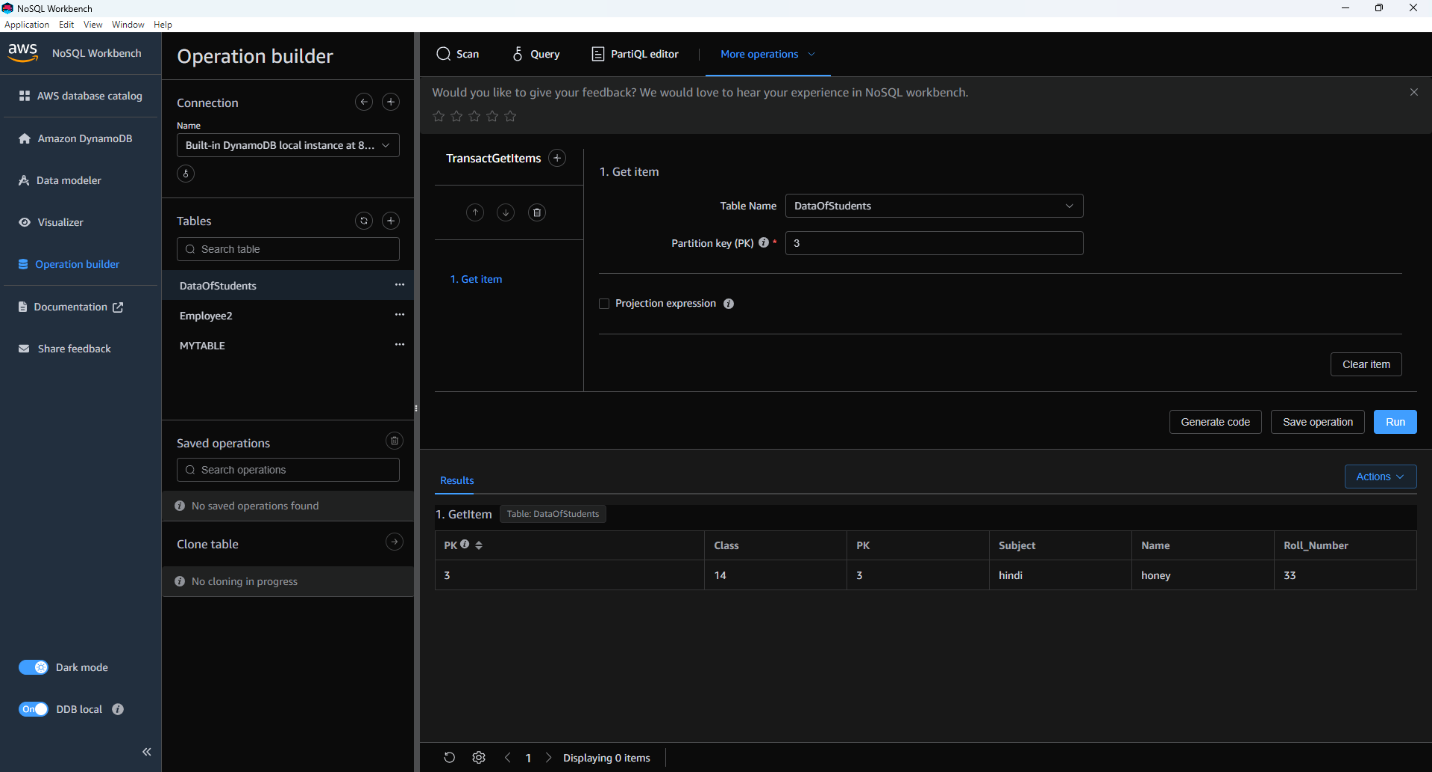 NoSQL Workbench
Application Edit View Window Help
aws NoSQL Workbench
AWS database catalog
Amazon DynamoDB
Data modeler
Visualizer
Operation builder
Documentation
Share feedback
Dark mode
On DDB local
Operation builder
Connection
Name
Built-in DynamoDB local instance at 8...
Tables
Search table
DataOfStudents
Employee2
MYTABLE
Saved operations
Search operations
No saved operations found
Clone table
No cloning in progress
Scan Query PartiQL editor More operations
Would you like to give your feedback? We would love to hear your experience in NoSQL workbench.
TransactGetItems
1. Get item
1. Get item
Table Name DataOfStudents
Partition key (PK) * 3
Projection expression
Clear item
Generate code Save operation Run
Results Actions
1. GetItem Table: DataOfStudents
PK Class PK Subject Name Roll_Number
3 14 3 hindi honey 33
1 Displaying 0 items